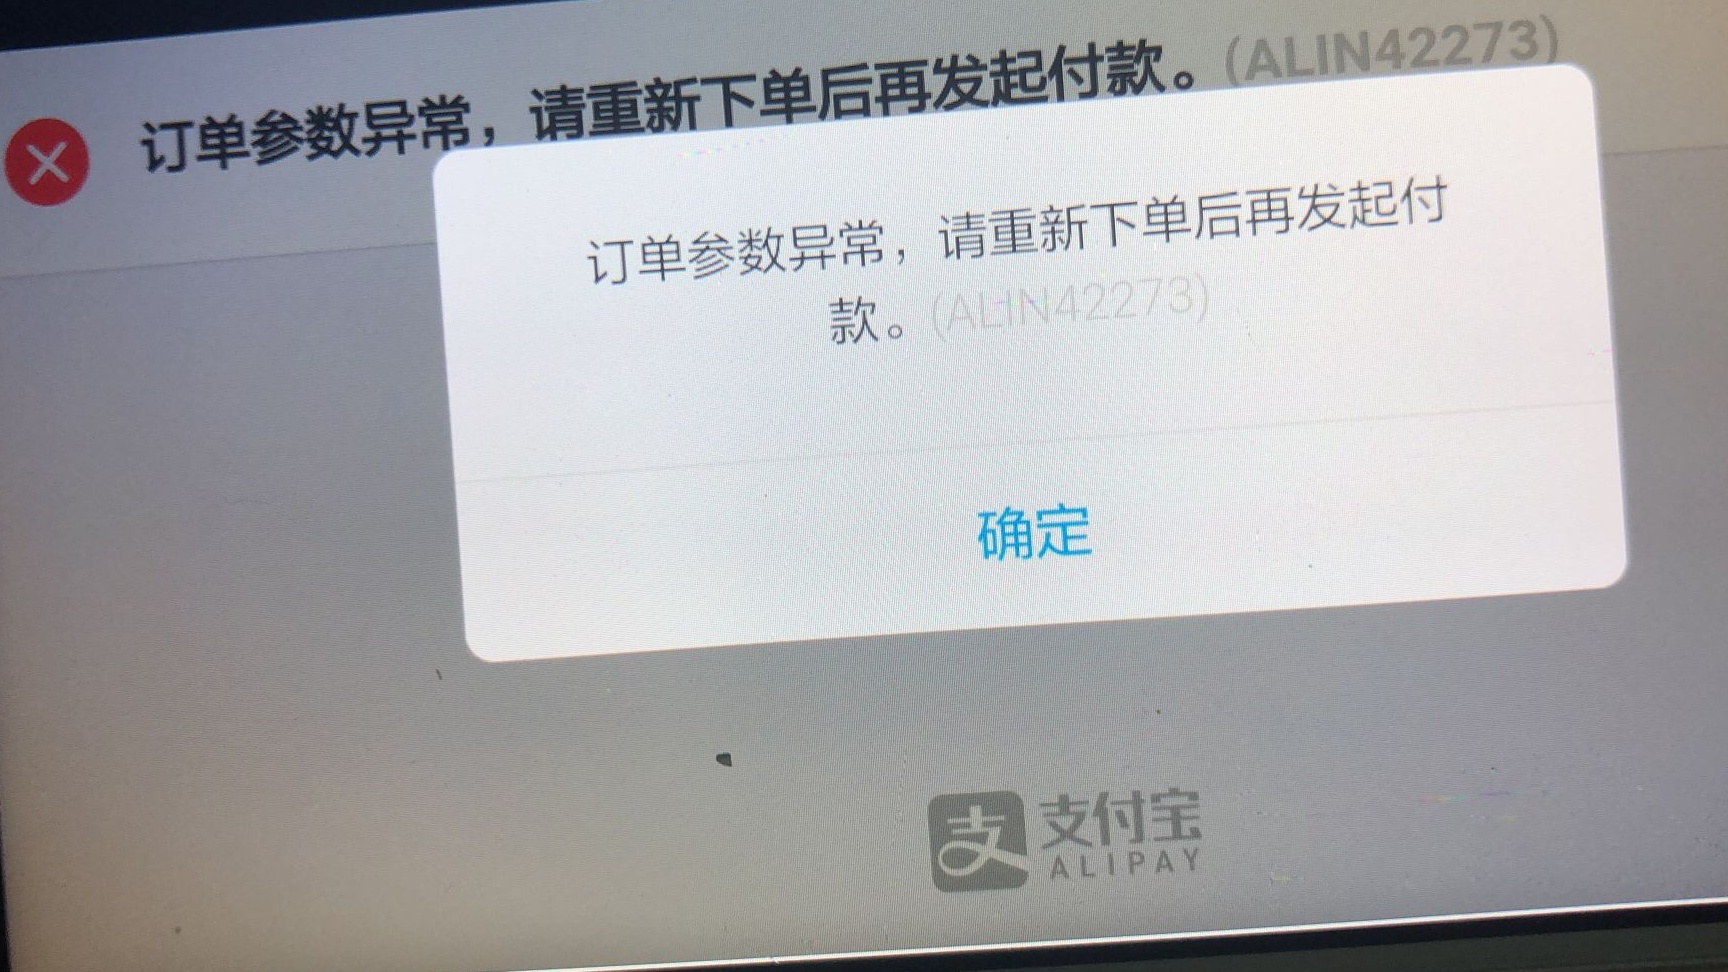 订单参数异常，请重新下单后再发起付款。(ALIN42273)
订单参数异常，请重新下单后再发起付
款。(ALIN42273)
确定
支 支付宝
ALIPAY